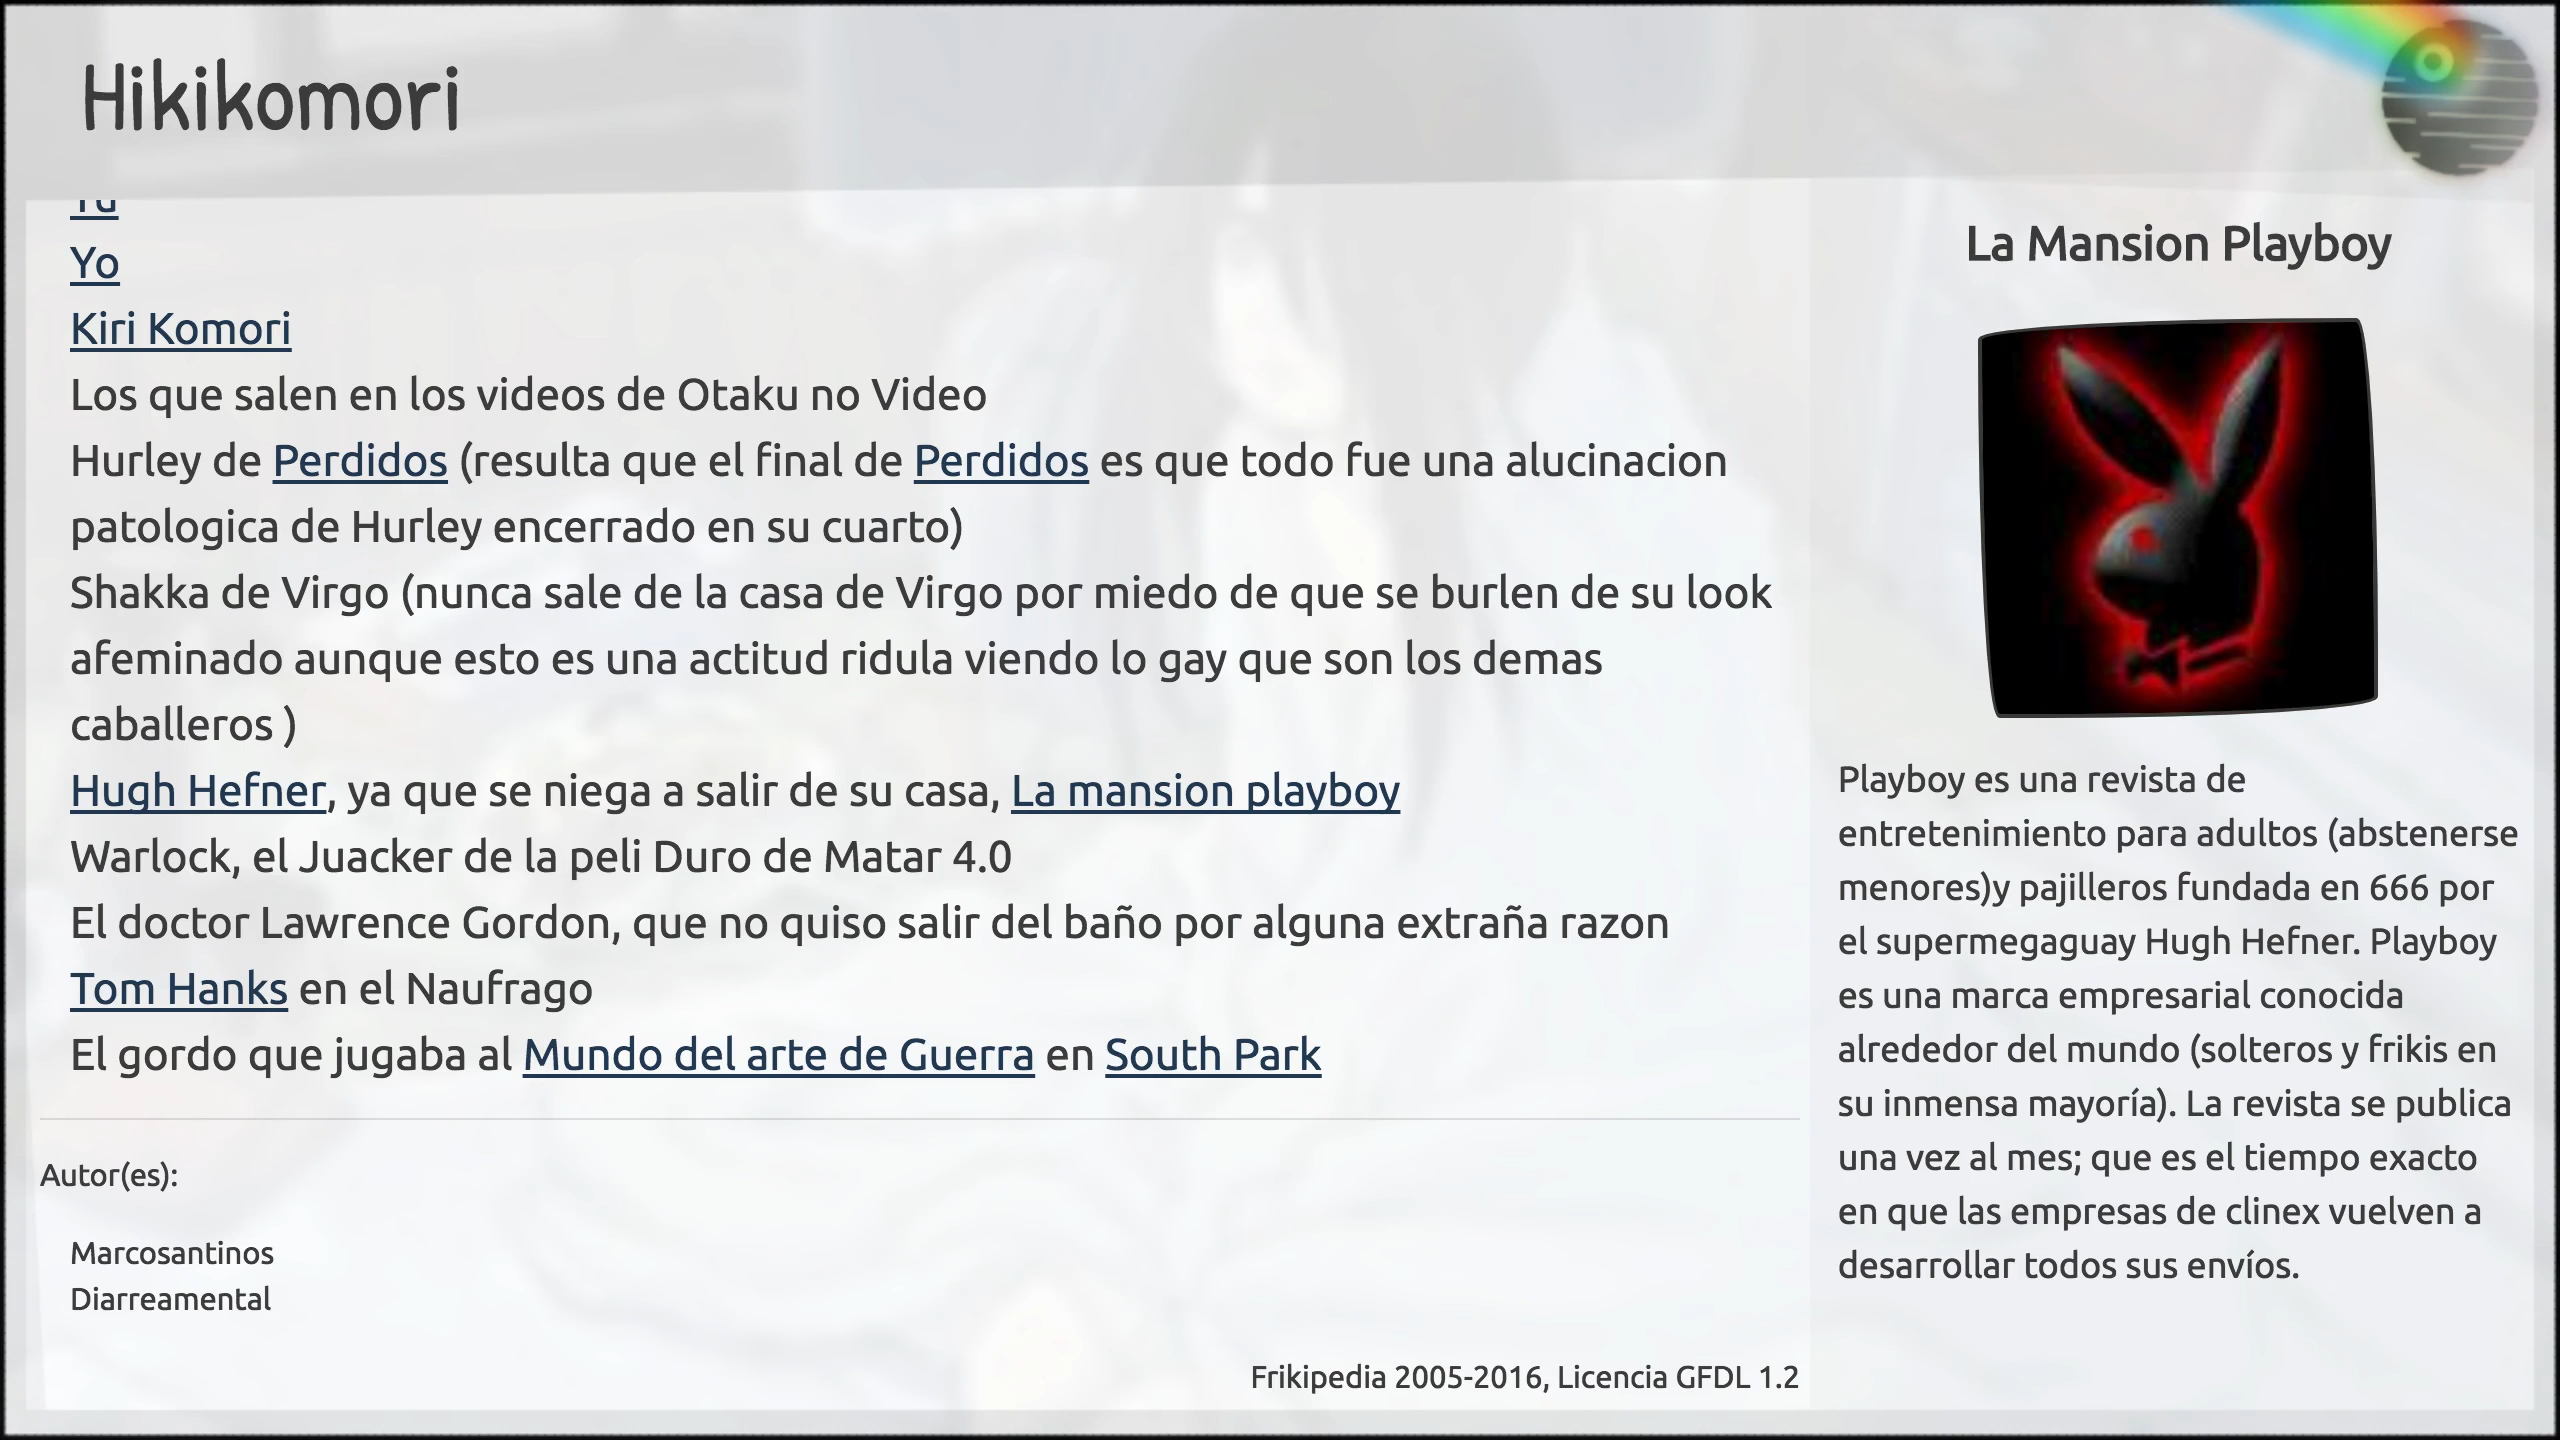 Hikikomori
Yo
Kiri Komori
Los que salen en los videos de Otaku no Video
Hurley de Perdidos (resulta que el final de Perdidos es que todo fue una alucinacion
patologica de Hurley encerrado en su cuarto)
Shakka de Virgo (nunca sale de la casa de Virgo por miedo de que se burlen de su look
afeminado aunque esto es una actitud ridula viendo lo gay que son los demas
caballeros )
Hugh Hefner, ya que se niega a salir de su casa, La mansion playboy
Warlock, el Juacker de la peli Duro de Matar 4.0
El doctor Lawrence Gordon, que no quiso salir del baño por alguna extraña razon
Tom Hanks en el Naufrago
El gordo que jugaba al Mundo del arte de Guerra en South Park
Autor(es):
Marcosantinos
Diarreamental
Frikipedia 2005-2016, Licencia GFDL 1.2
La Mansion Playboy
Playboy es una revista de
entretenimiento para adultos (abstenerse
menores)y pajilleros fundada en 666 por
el supermegaguay Hugh Hefner. Playboy
es una marca empresarial conocida
alrededor del mundo (solteros y frikis en
su inmensa mayoría). La revista se publica
una vez al mes; que es el tiempo exacto
en que las empresas de clinex vuelven a
desarrollar todos sus envíos.